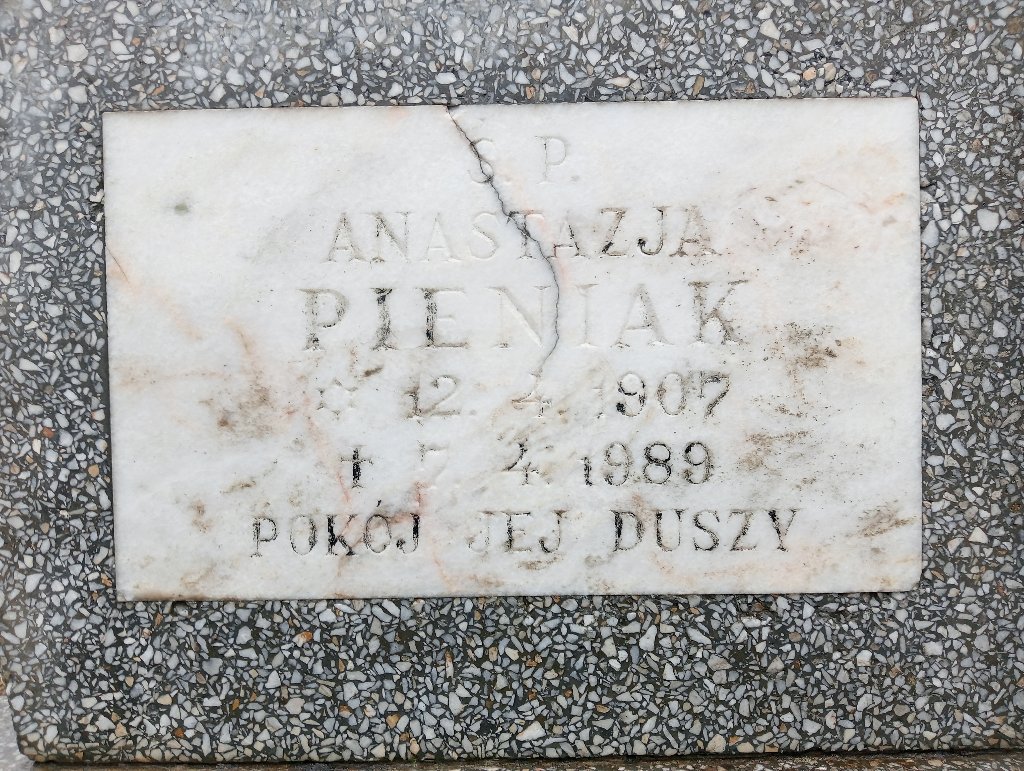 Ś. P.
ANASTAZJA
PIENIAK
☆ 12. 4. 1907
✝ 7. 4. 1989
POKÓJ JEJ DUSZY